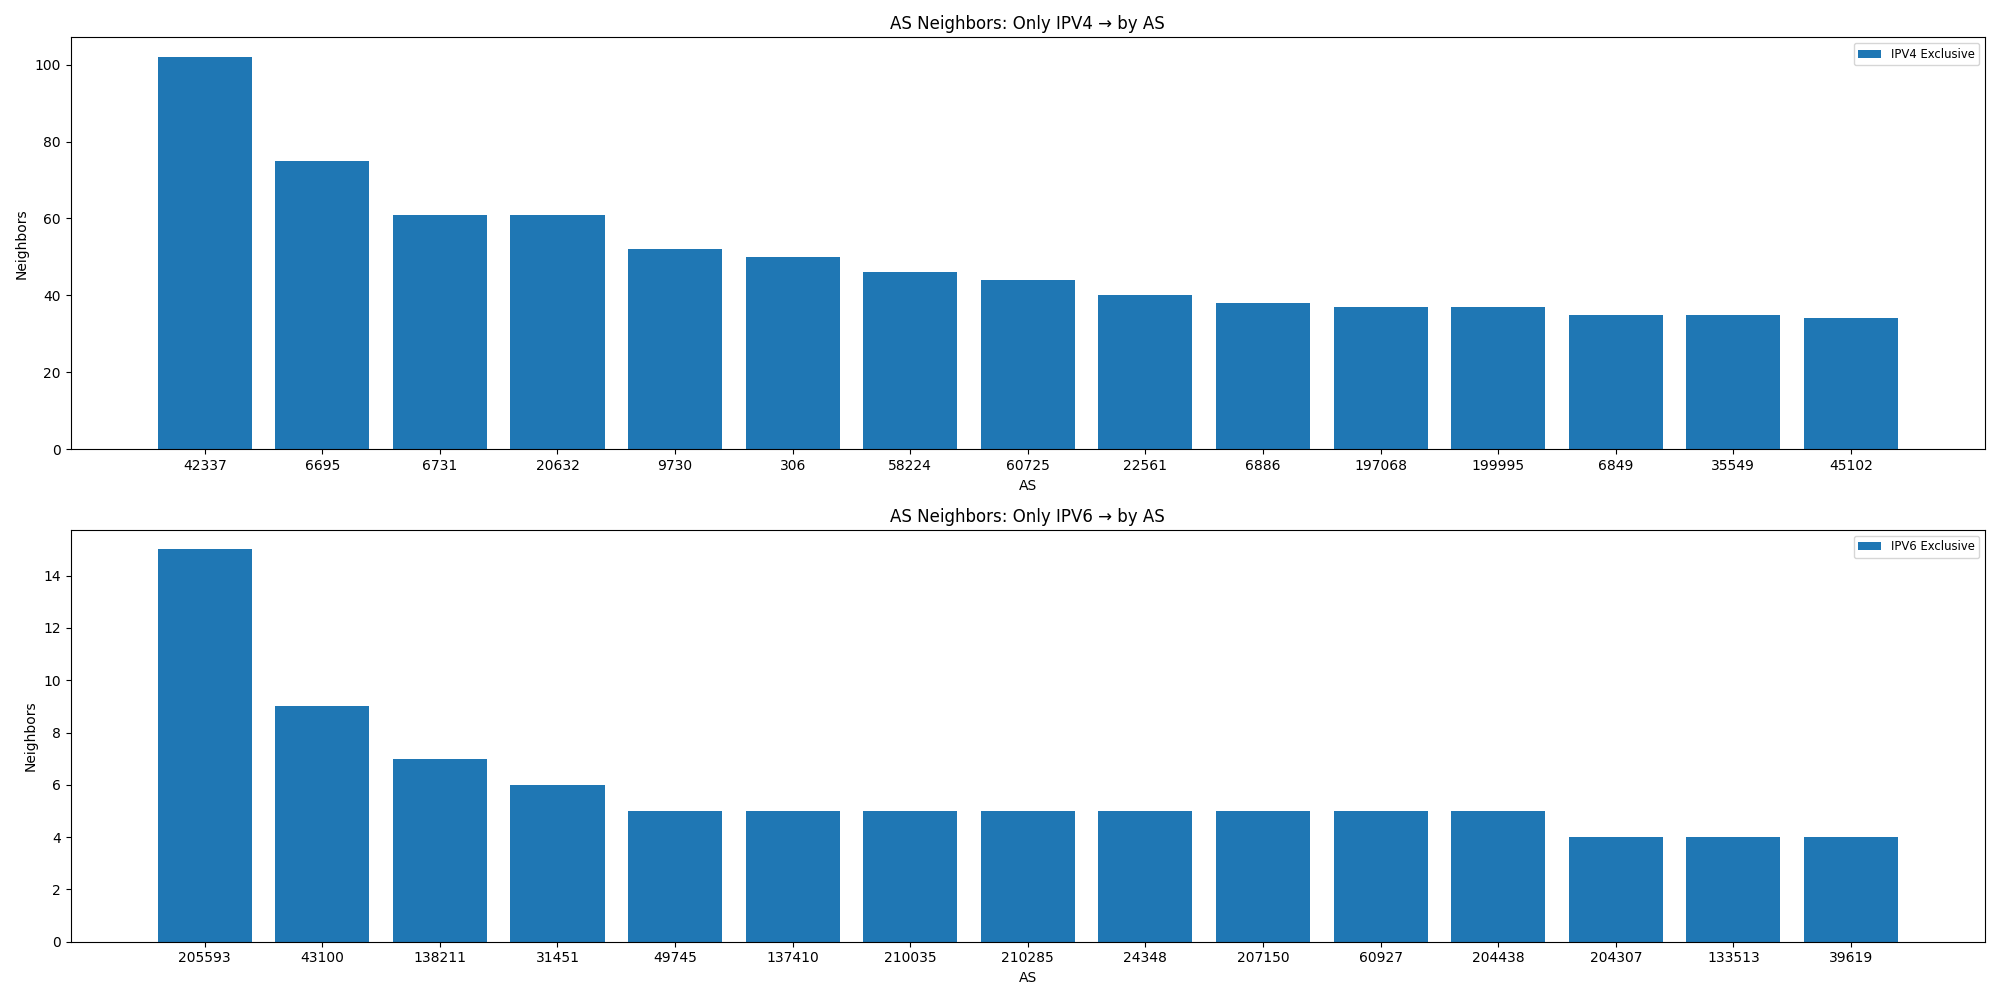 AS Neighbors: Only IPV4 → by AS
IPV4 Exclusive
Neighbors
100
80
60
40
20
0
42337 6695 6731 20632 9730 306 58224 60725 22561 6886 197068 199995 6849 35549 45102
AS
AS Neighbors: Only IPV6 → by AS
IPV6 Exclusive
Neighbors
14
12
10
8
6
4
2
0
205593 43100 138211 31451 49745 137410 210035 210285 24348 207150 60927 204438 204307 133513 39619
AS